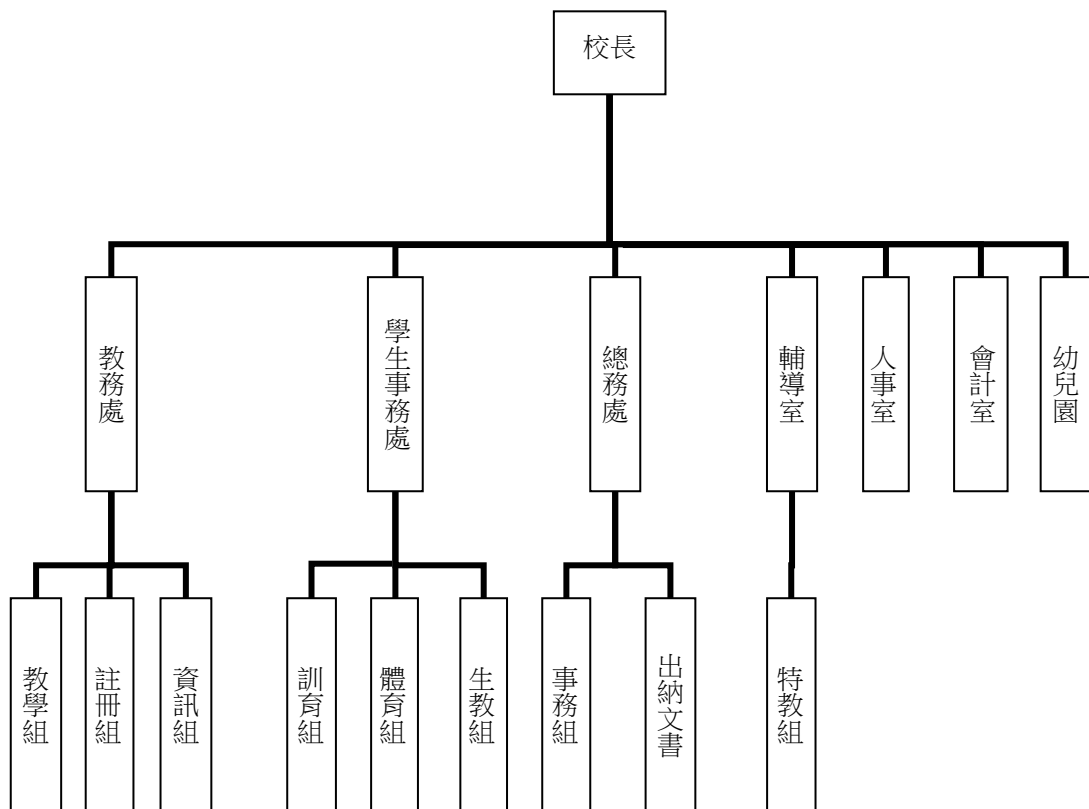 校長
教務處
學生事務處
總務處
輔導室
人事室
會計室
幼兒園
教學組
註冊組
資訊組
訓育組
體育組
生教組
事務組
出納文書
特教組